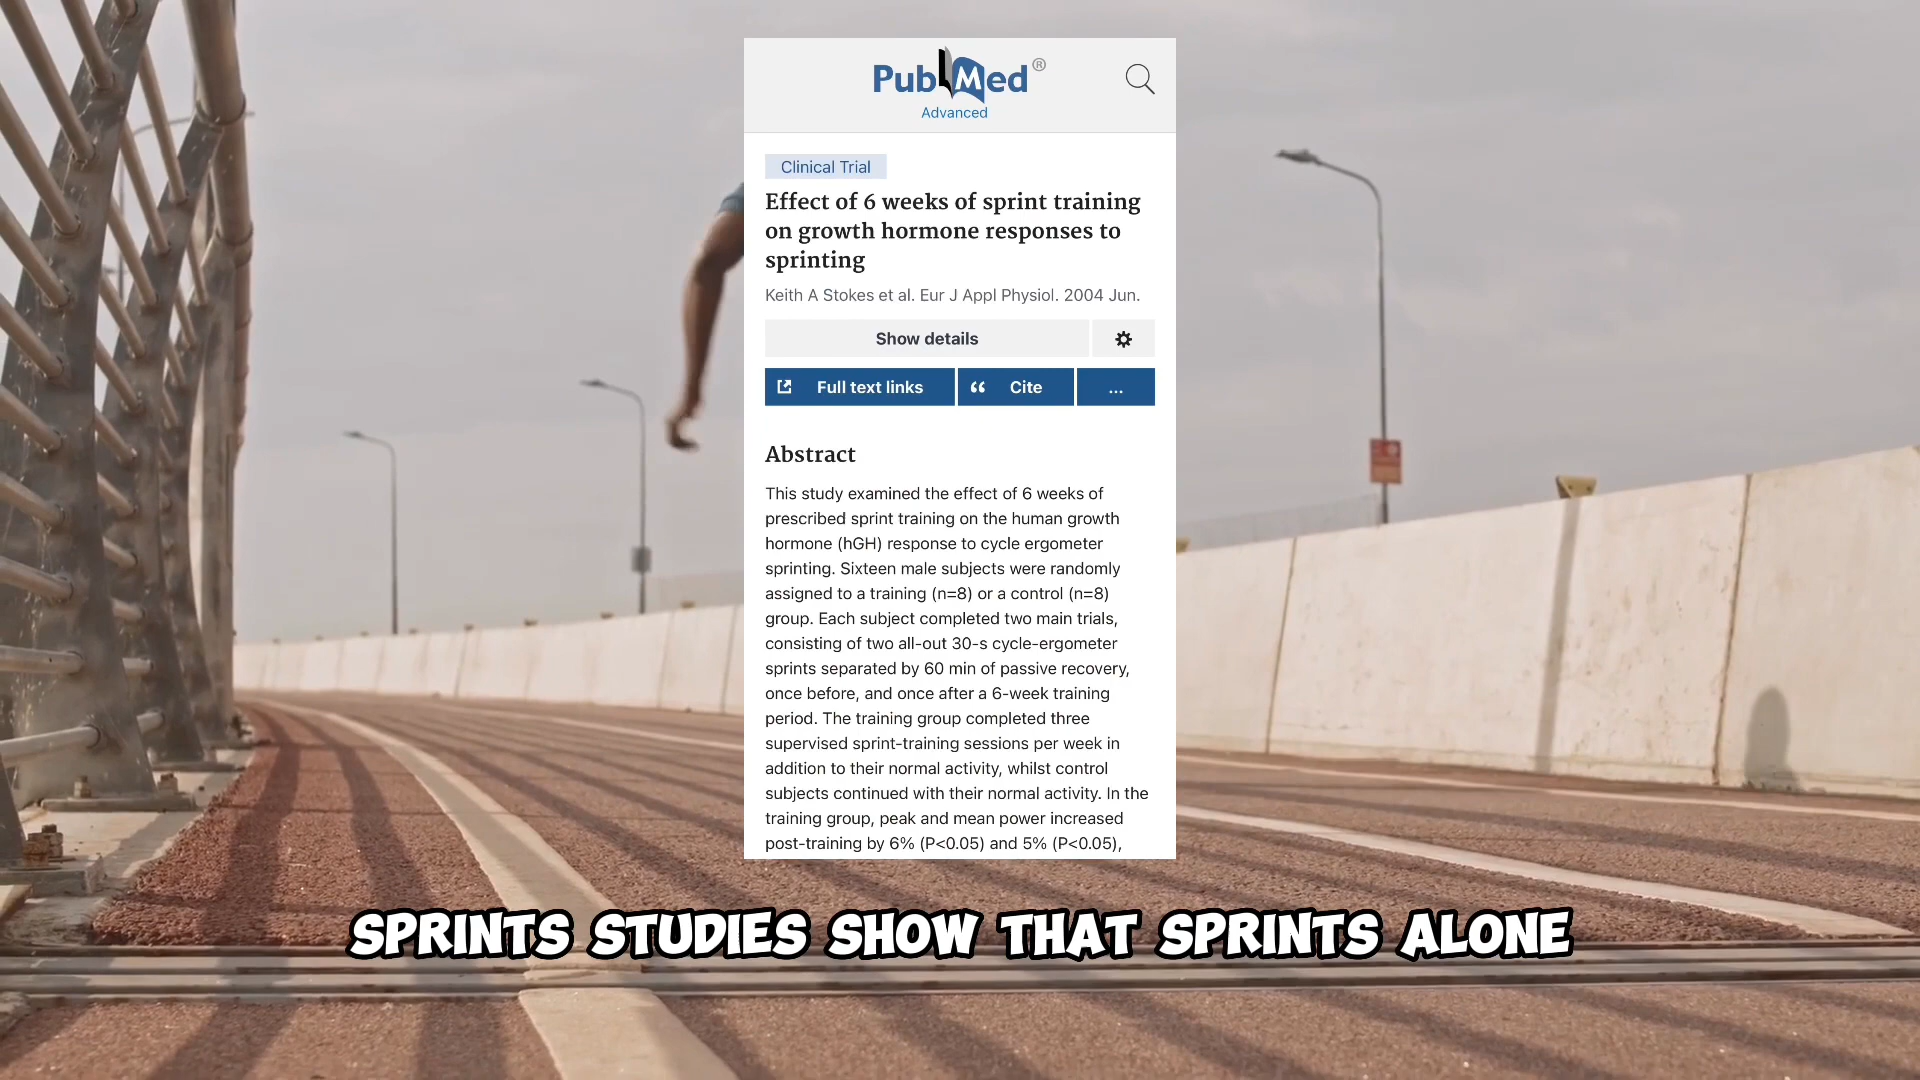 PubMed®
Advanced
Clinical Trial
Effect of 6 weeks of sprint training
on growth hormone responses to
sprinting
Keith A Stokes et al. Eur J Appl Physiol. 2004 Jun.
Show details
Full text links
Cite
...
Abstract
This study examined the effect of 6 weeks of
prescribed sprint training on the human growth
hormone (hGH) response to cycle ergometer
sprinting. Sixteen male subjects were randomly
assigned to a training (n=8) or a control (n=8)
group. Each subject completed two main trials,
consisting of two all-out 30-s cycle-ergometer
sprints separated by 60 min of passive recovery,
once before, and once after a 6-week training
period. The training group completed three
supervised sprint-training sessions per week in
addition to their normal activity, whilst control
subjects continued with their normal activity. In the
training group, peak and mean power increased
post-training by 6% (P<0.05) and 5% (P<0.05),
SPRINTS STUDIES SHOW THAT SPRINTS ALONE